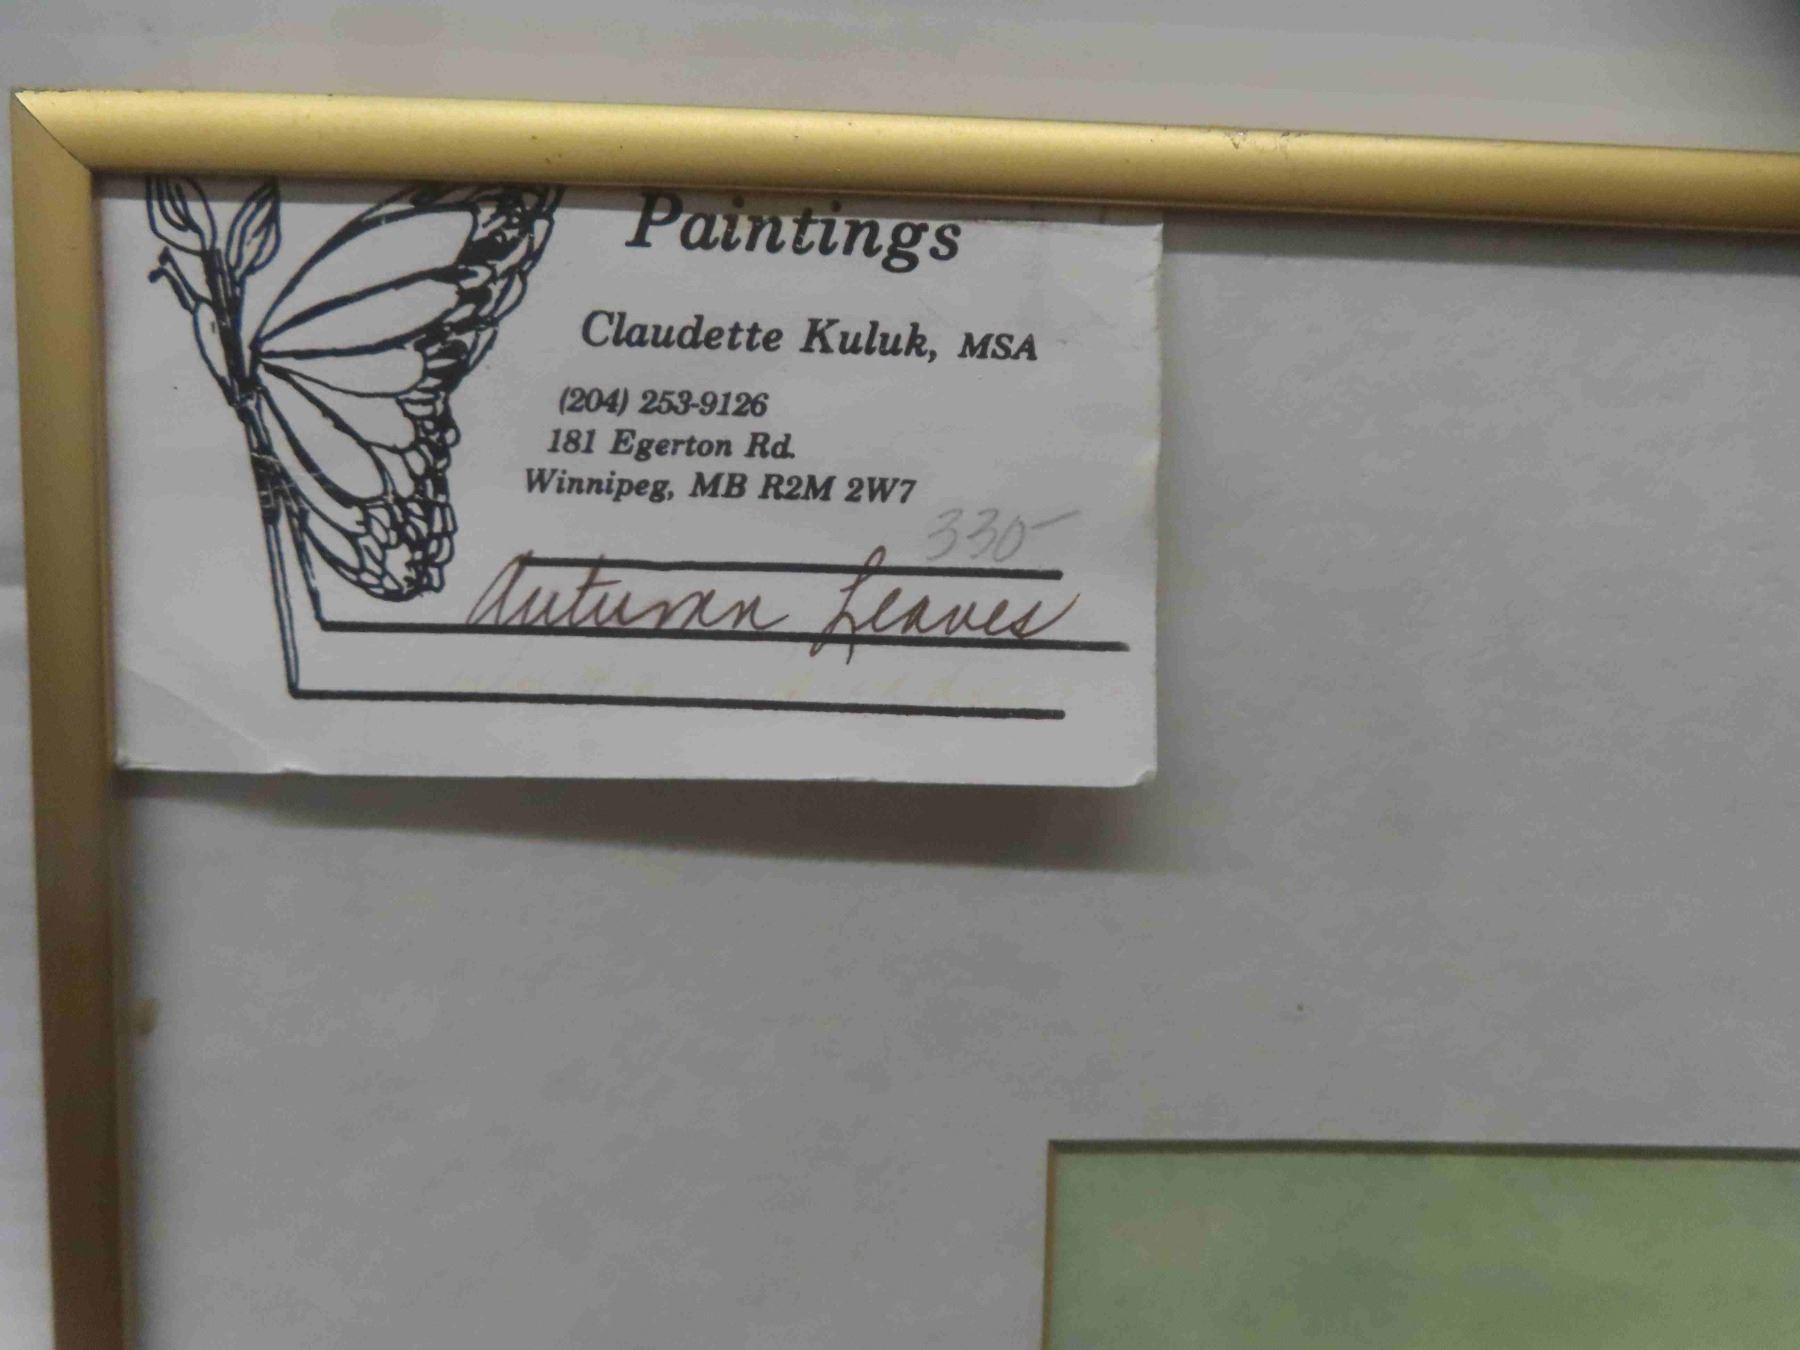 Paintings
Claudette Kuluk, MSA
(204) 253-9126
181 Egerton Rd.
Winnipeg, MB R2M 2W7
330-
Autumn Leaves